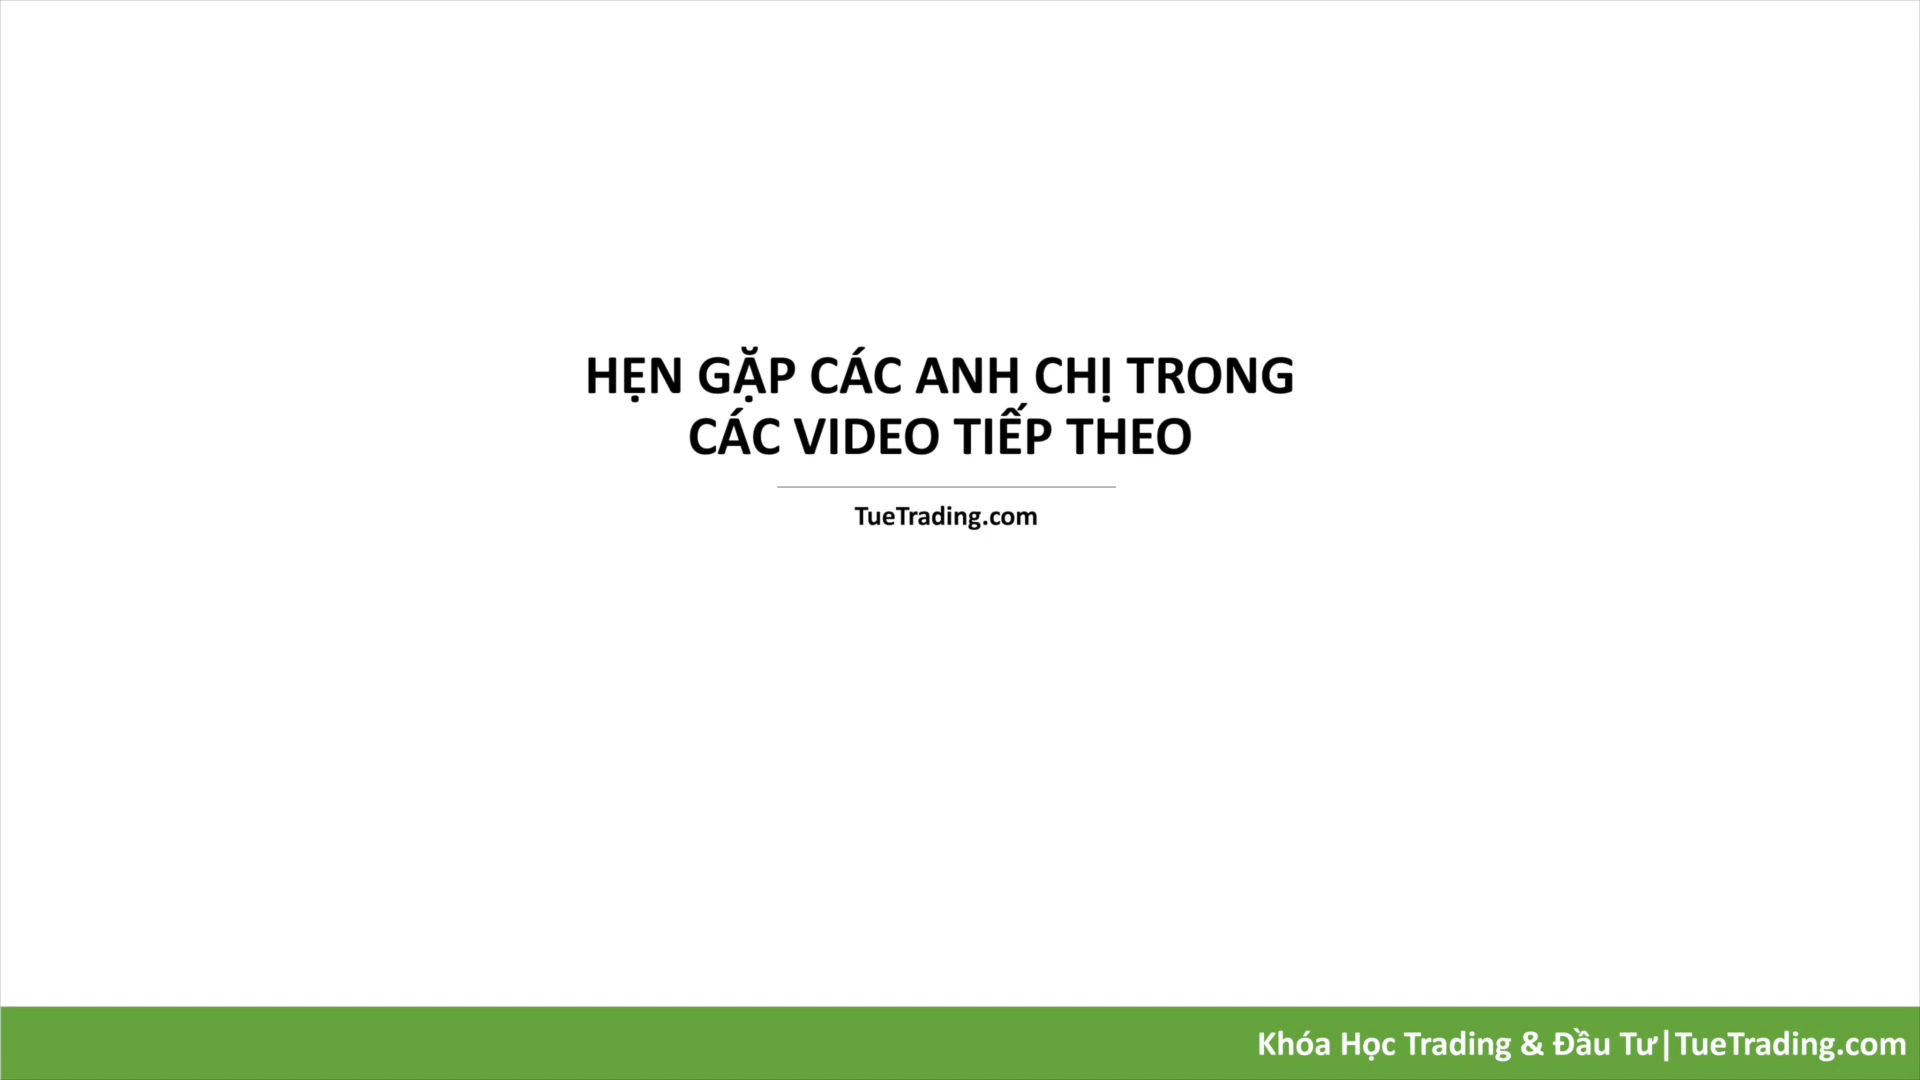 HẸN GẶP CÁC ANH CHỊ TRONG
CÁC VIDEO TIẾP THEO
TueTrading.com
Khóa Học Trading & Đầu Tư|TueTrading.com